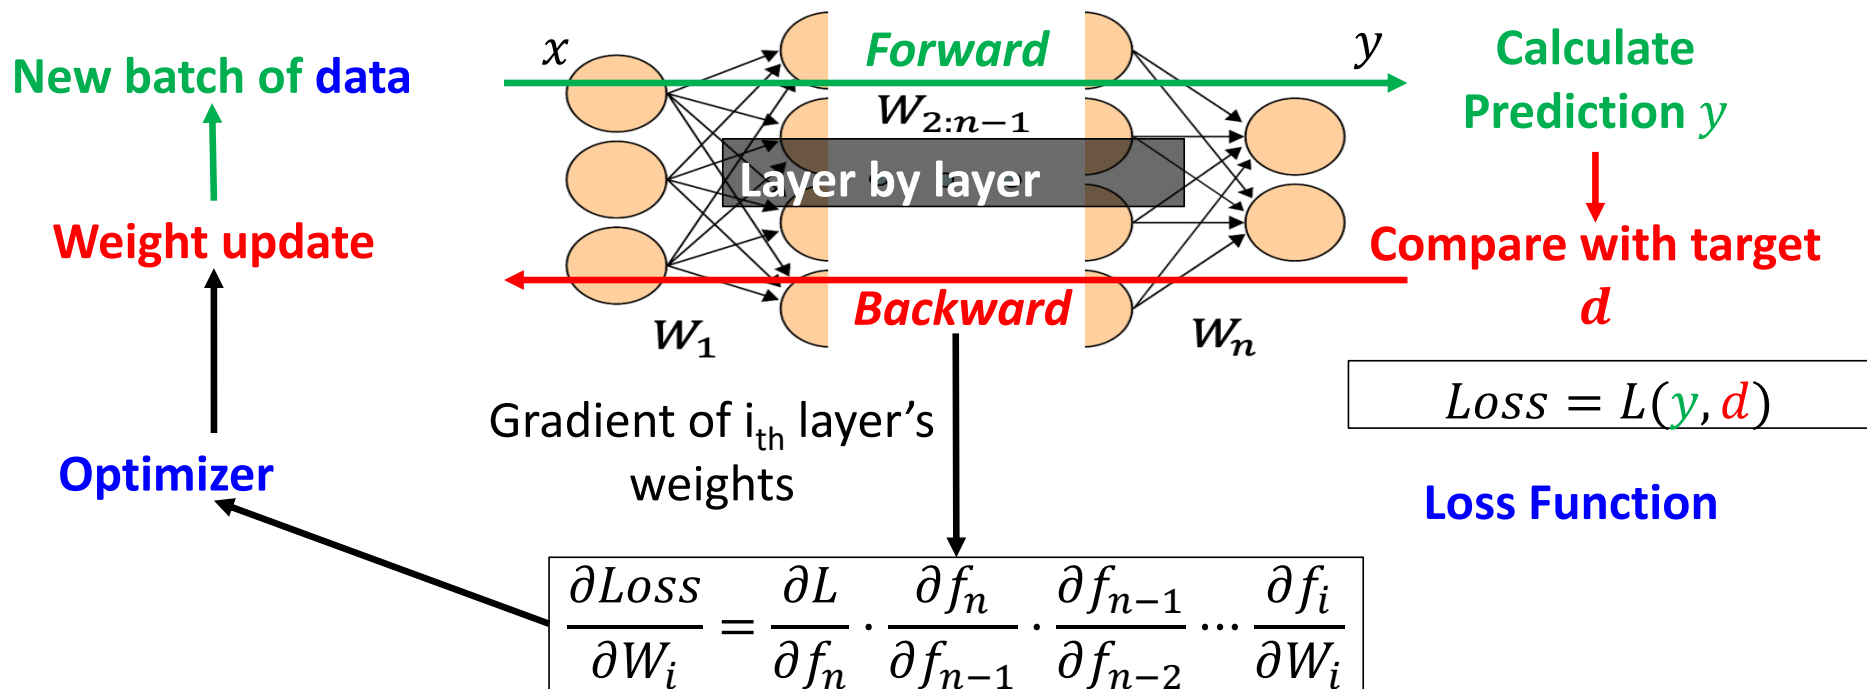 New batch of data
Weight update
Optimizer
x
Forward
y
W₂:ₙ₋₁
Layer by layer
Backward
W₁
Wₙ
Gradient of iₜₕ layer’s
weights
∂Loss/∂Wᵢ = ∂L/∂fₙ · ∂fₙ/∂fₙ₋₁ · ∂fₙ₋₁/∂fₙ₋₂ ⋯ ∂fᵢ/∂Wᵢ
Calculate
Prediction y
Compare with target
d
Loss = L(y, d)
Loss Function